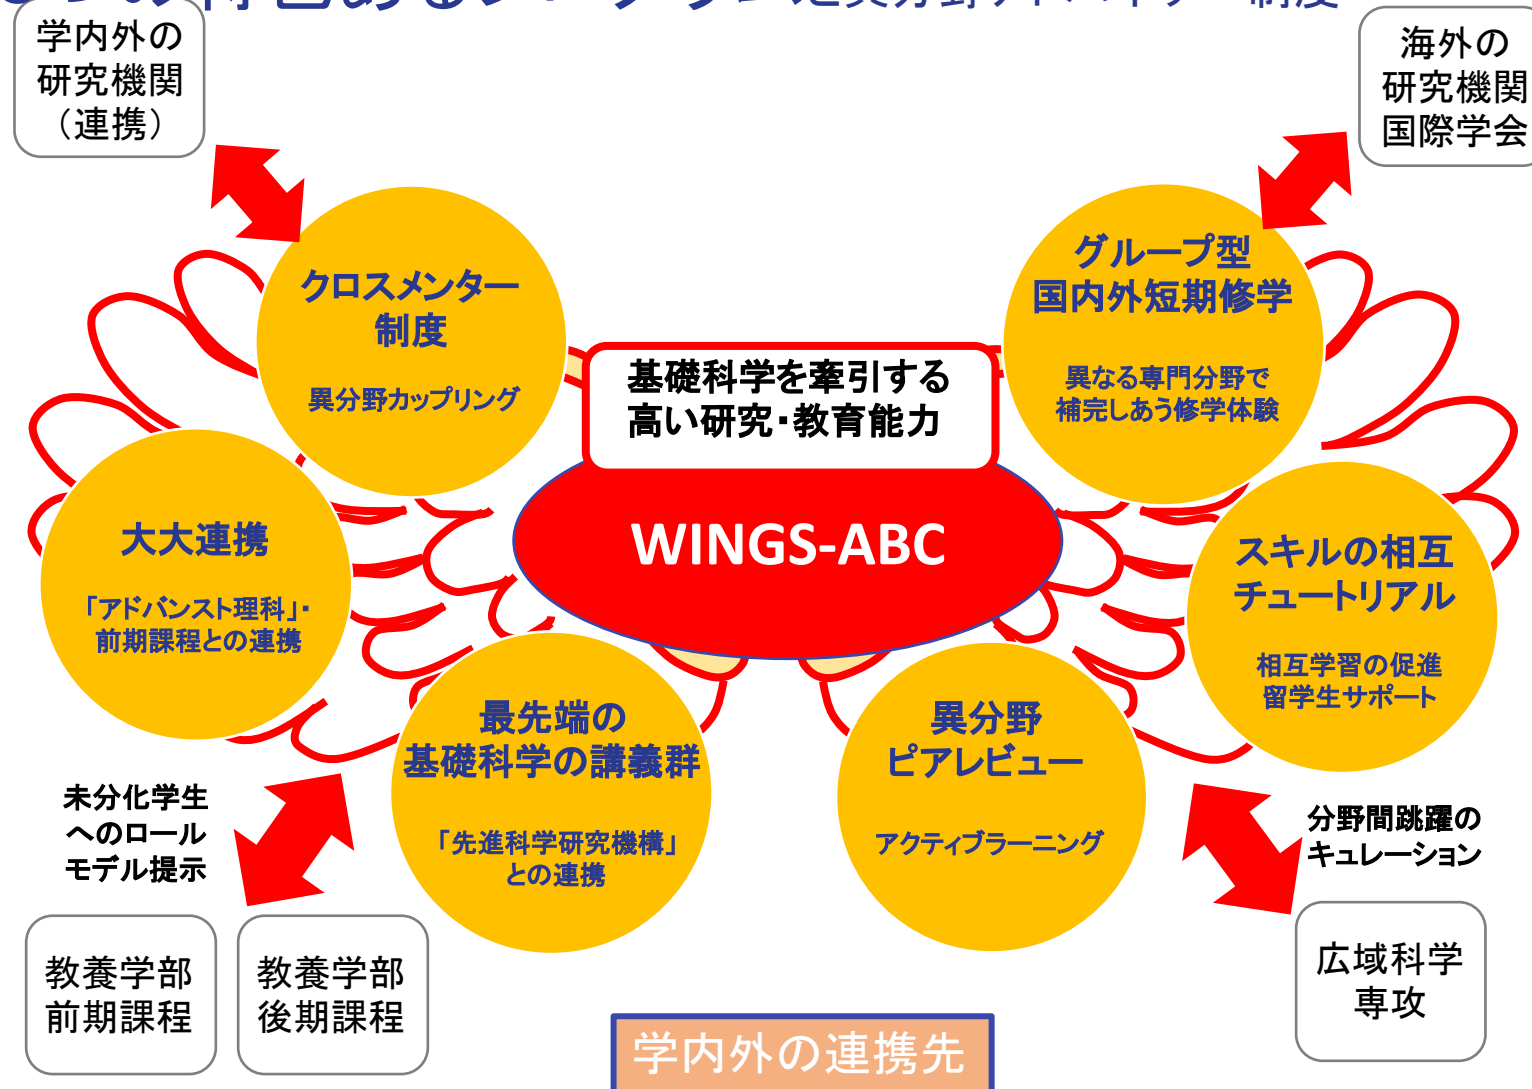 学内外の
研究機関
（連携）
海外の
研究機関
国際学会
クロスメンター
制度
異分野カップリング
グループ型
国内外短期修学
異なる専門分野で
補完しあう修学体験
基礎科学を牽引する
高い研究・教育能力
WINGS-ABC
大大連携
「アドバンスト理科」・
前期課程との連携
スキルの相互
チュートリアル
相互学習の促進
留学生サポート
最先端の
基礎科学の講義群
「先進科学研究機構」
との連携
異分野
ピアレビュー
アクティブラーニング
未分化学生
へのロール
モデル提示
分野間跳躍の
キュレーション
教養学部
前期課程
教養学部
後期課程
広域科学
専攻
学内外の連携先